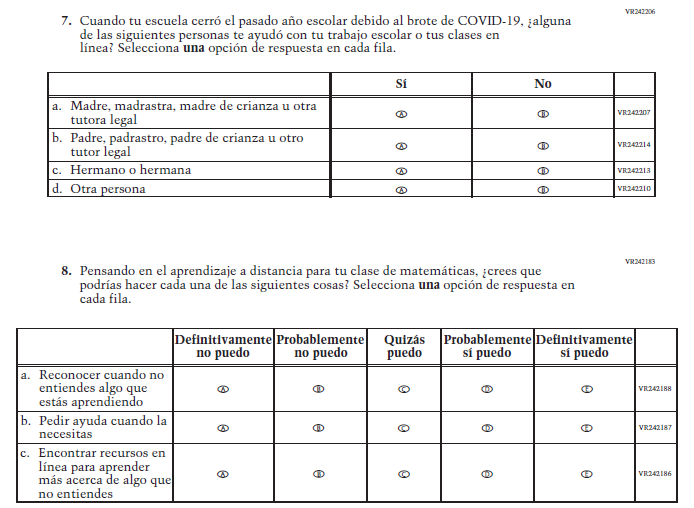 VR242206
7. Cuando tu escuela cerró el pasado año escolar debido al brote de COVID-19, ¿alguna
de las siguientes personas te ayudó con tu trabajo escolar o tus clases en
línea? Selecciona una opción de respuesta en cada fila.
Sí No
a. Madre, madrastra, madre de crianza u otra
tutora legal A B VR242207
b. Padre, padrastro, padre de crianza u otro
tutor legal A B VR242214
c. Hermano o hermana A B VR242213
d. Otra persona A B VR242210
VR242183
8. Pensando en el aprendizaje a distancia para tu clase de matemáticas, ¿crees que
podrías hacer cada una de las siguientes cosas? Selecciona una opción de respuesta en
cada fila.
Definitivamente Probablemente Quizás Probablemente Definitivamente
no puedo no puedo puedo sí puedo sí puedo
a. Reconocer cuando no
entiendes algo que A B C D E VR242188
estás aprendiendo
b. Pedir ayuda cuando la
necesitas A B C D E VR242187
c. Encontrar recursos en
línea para aprender
más acerca de algo que A B C D E VR242186
no entiendes